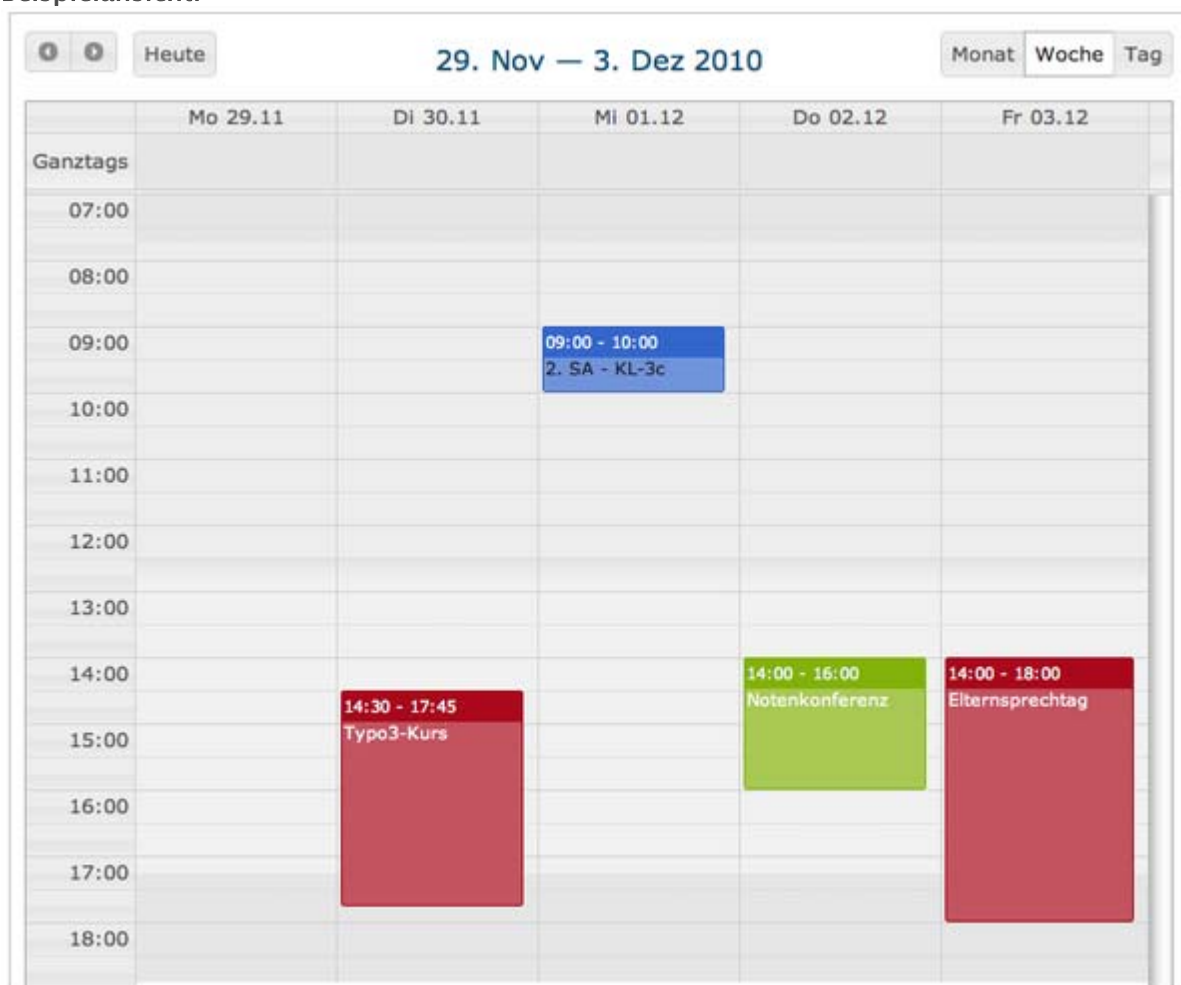 Beispielansicht:
Heute
29. Nov — 3. Dez 2010
Monat Woche Tag
Mo 29.11 Di 30.11 Mi 01.12 Do 02.12 Fr 03.12
Ganztags
07:00
08:00
09:00
09:00 - 10:00
2. SA - KL-3c
10:00
11:00
12:00
13:00
14:00
14:00 - 16:00
Notenkonferenz
14:00 - 18:00
Elternsprechtag
14:30 - 17:45
Typo3-Kurs
15:00
16:00
17:00
18:00